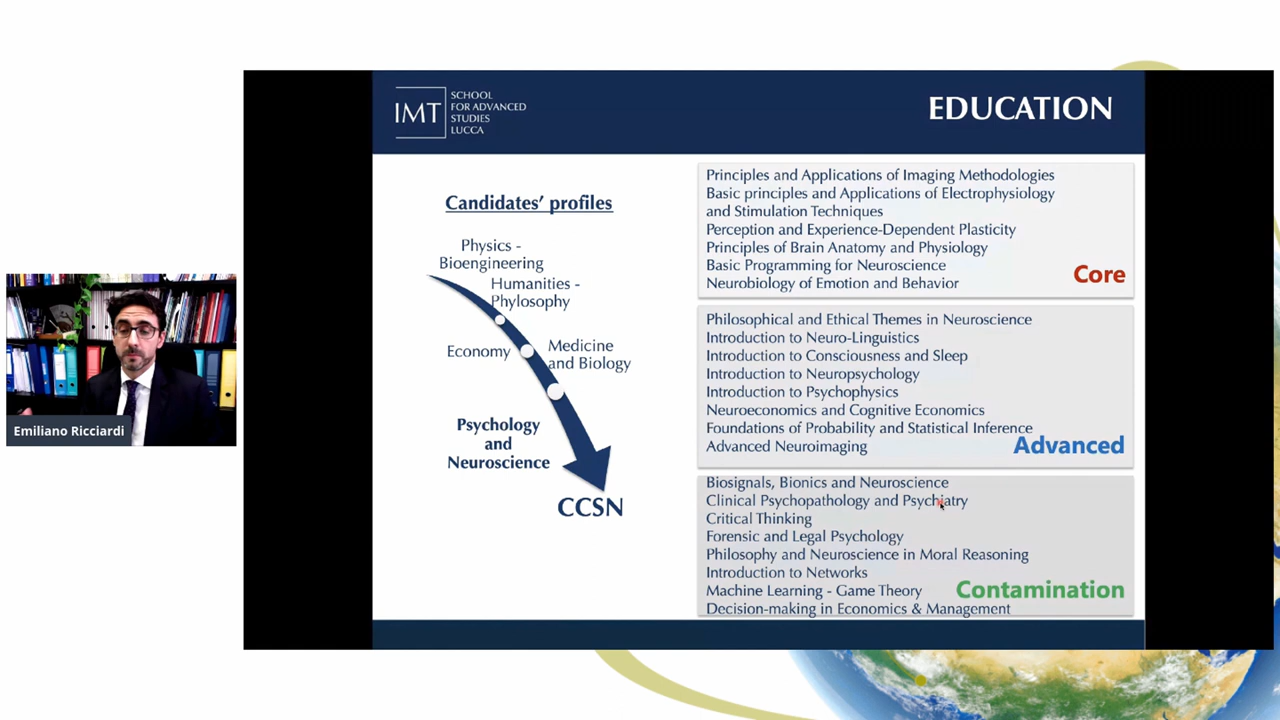 IMT
SCHOOL
FOR ADVANCED
STUDIES
LUCCA
EDUCATION
Candidates' profiles
Physics -
Bioengineering
Humanities -
Phylosophy
Economy
Medicine
and Biology
Psychology
and
Neuroscience
CCSN
Principles and Applications of Imaging Methodologies
Basic principles and Applications of Electrophysiology
and Stimulation Techniques
Perception and Experience-Dependent Plasticity
Principles of Brain Anatomy and Physiology
Basic Programming for Neuroscience
Neurobiology of Emotion and Behavior
Core
Philosophical and Ethical Themes in Neuroscience
Introduction to Neuro-Linguistics
Introduction to Consciousness and Sleep
Introduction to Neuropsychology
Introduction to Psychophysics
Neuroeconomics and Cognitive Economics
Foundations of Probability and Statistical Inference
Advanced Neuroimaging
Advanced
Biosignals, Bionics and Neuroscience
Clinical Psychopathology and Psychiatry
Critical Thinking
Forensic and Legal Psychology
Philosophy and Neuroscience in Moral Reasoning
Introduction to Networks
Machine Learning - Game Theory
Decision-making in Economics & Management
Contamination
Emiliano Ricciardi